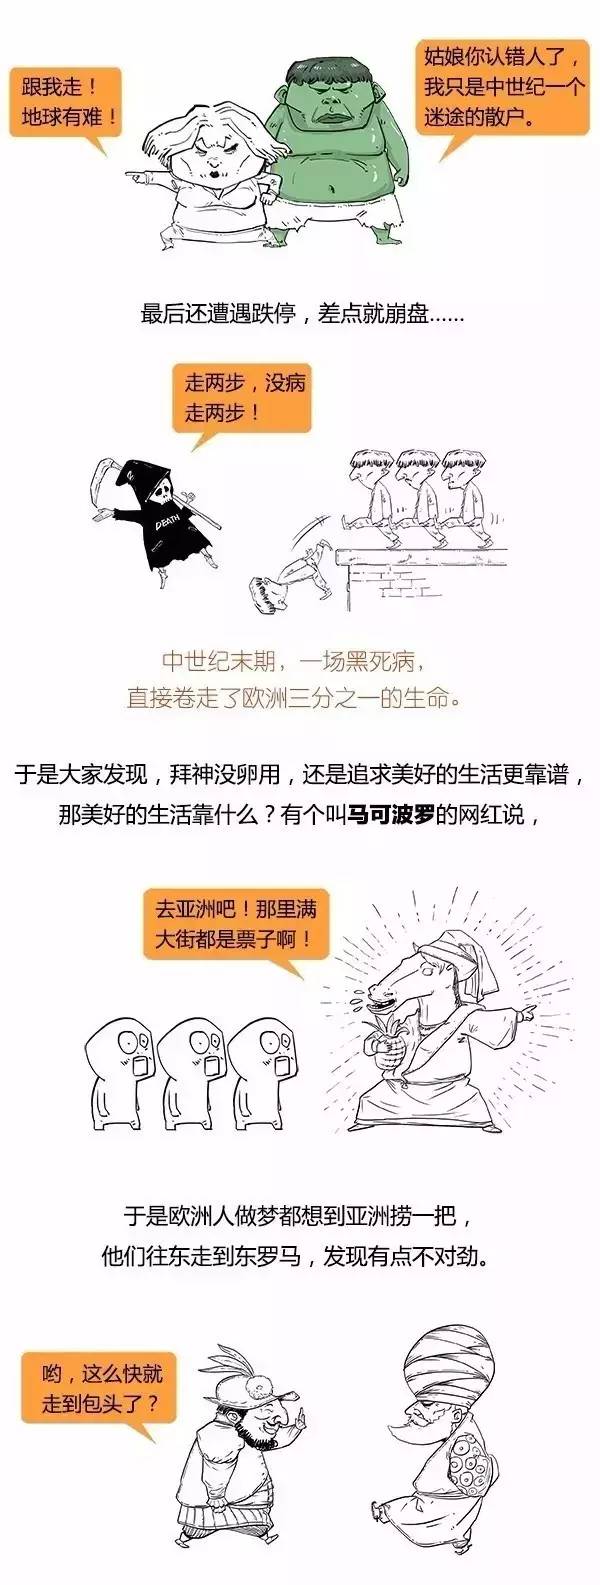 跟我走！
地球有难！
姑娘你认错人了，
我只是中世纪一个
迷途的散户。
最后还遭遇跌停，差点就崩盘......
走两步，没病
走两步！
DEATH
中世纪末期，一场黑死病，
直接卷走了欧洲三分之一的生命。
于是大家发现，拜神没卵用，还是追求美好的生活更靠谱，
那美好的生活靠什么？有个叫马可波罗的网红说，
去亚洲吧！那里满
大街都是票子啊！
于是欧洲人做梦都想到亚洲捞一把，
他们往东走到东罗马，发现有点不对劲。
哟，这么快就
走到包头了？